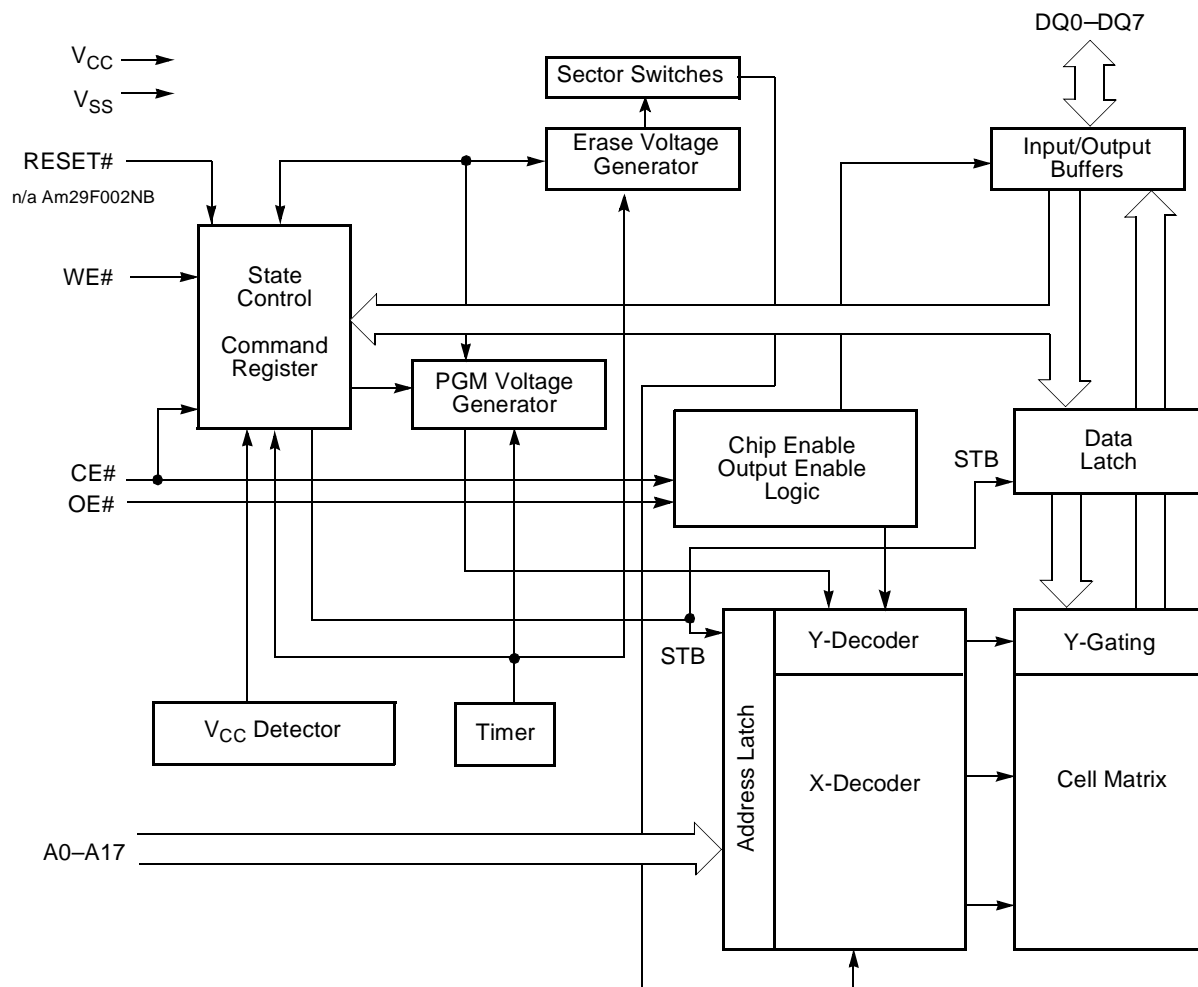 DQ0–DQ7
VCC
VSS
Sector Switches
RESET#
n/a Am29F002NB
Erase Voltage
Generator
Input/Output
Buffers
WE#
State
Control
Command
Register
PGM Voltage
Generator
Chip Enable
Output Enable
Logic
Data
Latch
STB
CE#
OE#
STB
Y-Decoder
Y-Gating
VCC Detector
Timer
Address Latch
X-Decoder
Cell Matrix
A0–A17